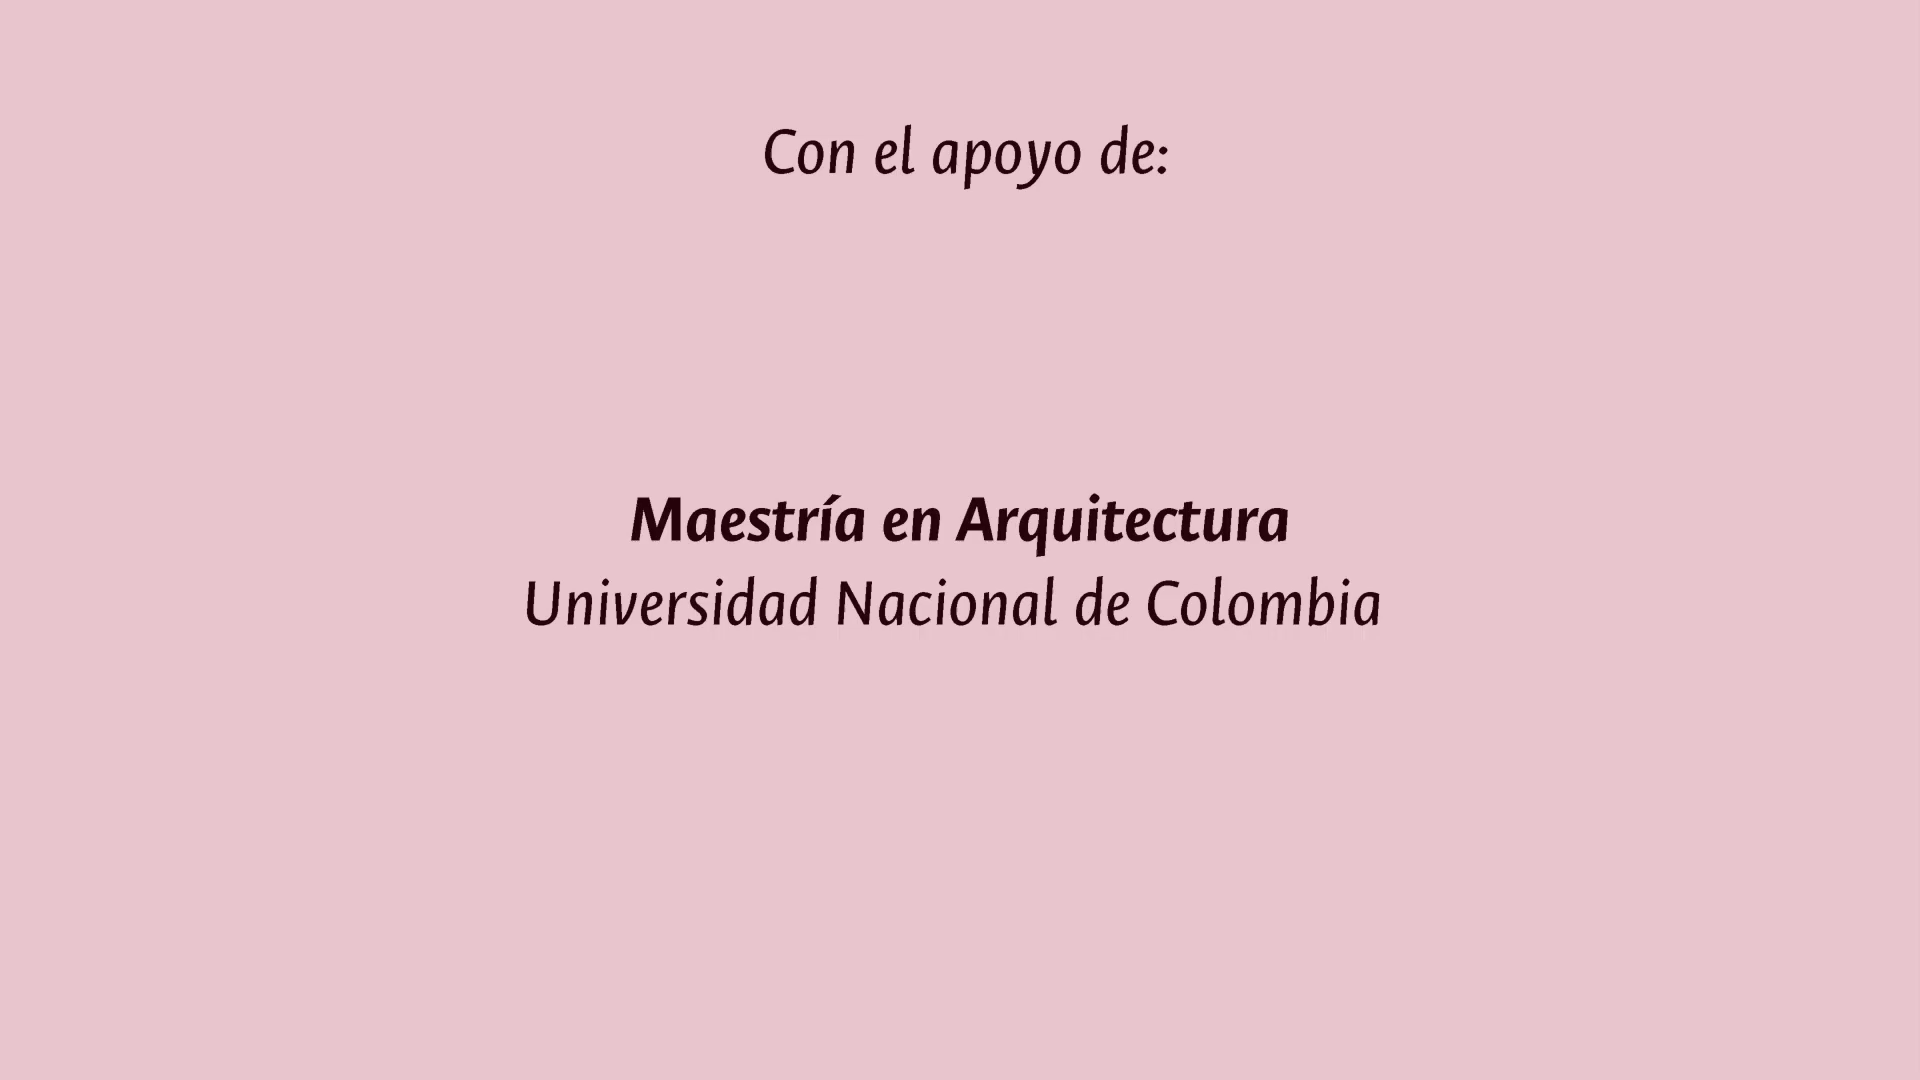 Con el apoyo de:
Maestría en Arquitectura
Universidad Nacional de Colombia